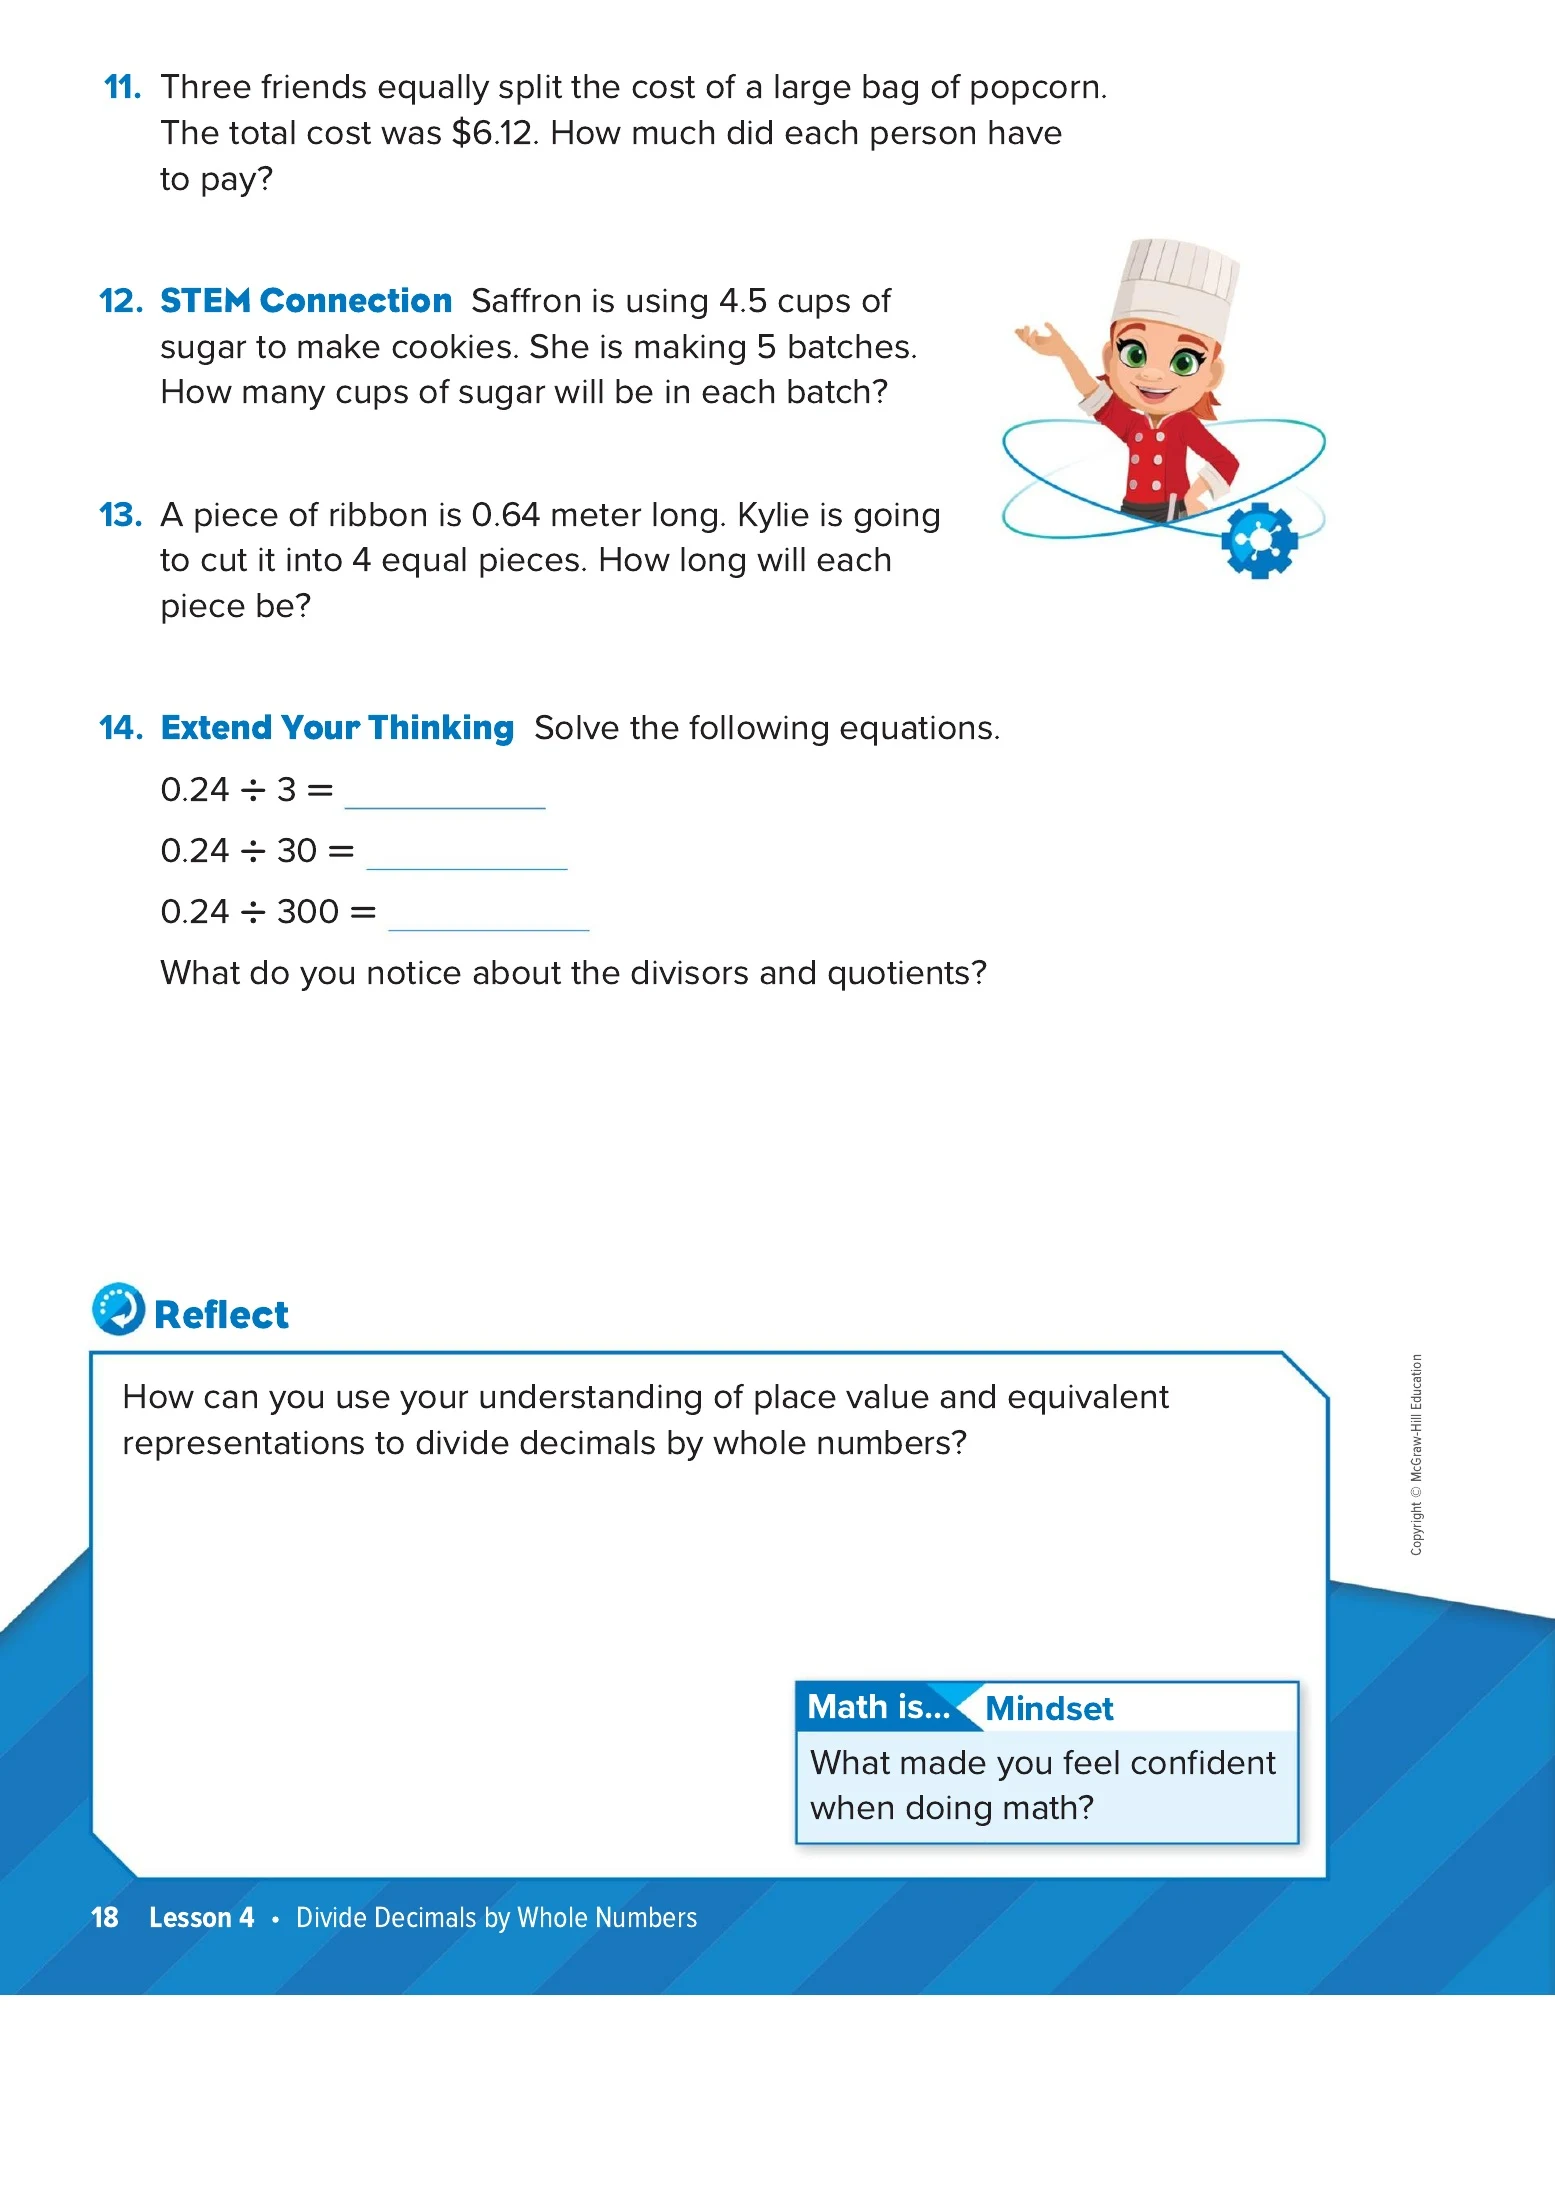 11. Three friends equally split the cost of a large bag of popcorn.
The total cost was $6.12. How much did each person have
to pay?
12. STEM Connection Saffron is using 4.5 cups of
sugar to make cookies. She is making 5 batches.
How many cups of sugar will be in each batch?
13. A piece of ribbon is 0.64 meter long. Kylie is going
to cut it into 4 equal pieces. How long will each
piece be?
14. Extend Your Thinking Solve the following equations.
0.24 ÷ 3 = 
0.24 ÷ 30 = 
0.24 ÷ 300 = 
What do you notice about the divisors and quotients?
Reflect
How can you use your understanding of place value and equivalent
representations to divide decimals by whole numbers?
Math is... Mindset
What made you feel confident
when doing math?
Copyright © McGraw-Hill Education
18 Lesson 4 • Divide Decimals by Whole Numbers